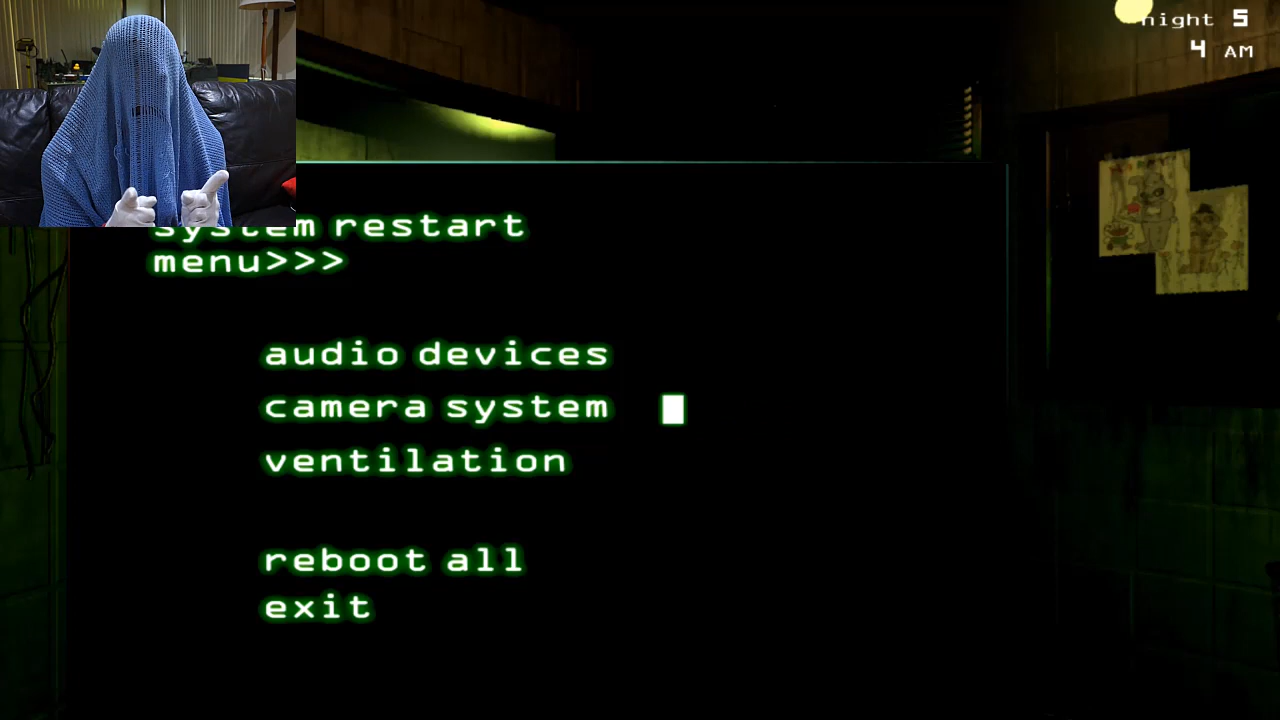 night 5
4 AM
system restart
menu>>>
audio devices
camera system
ventilation
reboot all
exit